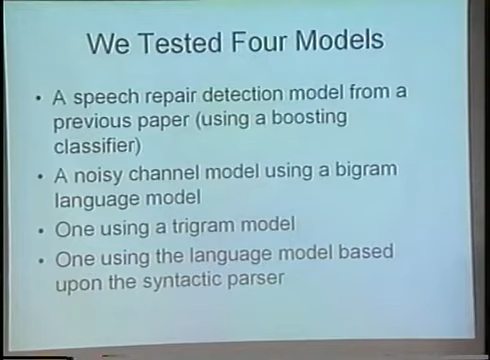 We Tested Four Models
• A speech repair detection model from a
previous paper (using a boosting
classifier)
• A noisy channel model using a bigram
language model
• One using a trigram model
• One using the language model based
upon the syntactic parser